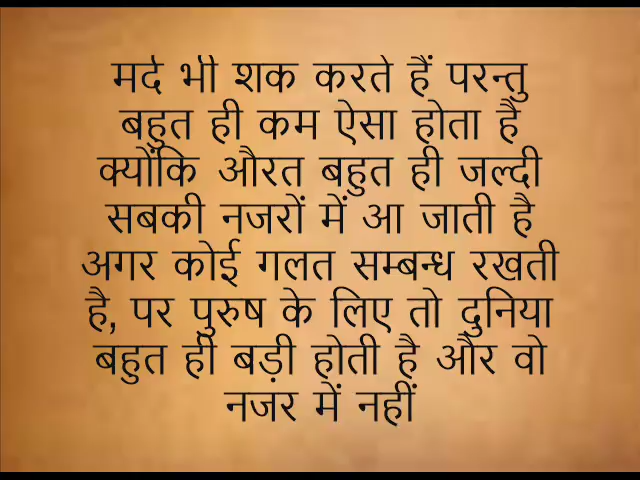 मर्द भी शक करते हैं परन्तु
बहुत ही कम ऐसा होता है
क्योंकि औरत बहुत ही जल्दी
सबकी नजरों में आ जाती है
अगर कोई गलत सम्बन्ध रखती
है, पर पुरुष के लिए तो दुनिया
बहुत ही बड़ी होती है और वो
नजर में नहीं